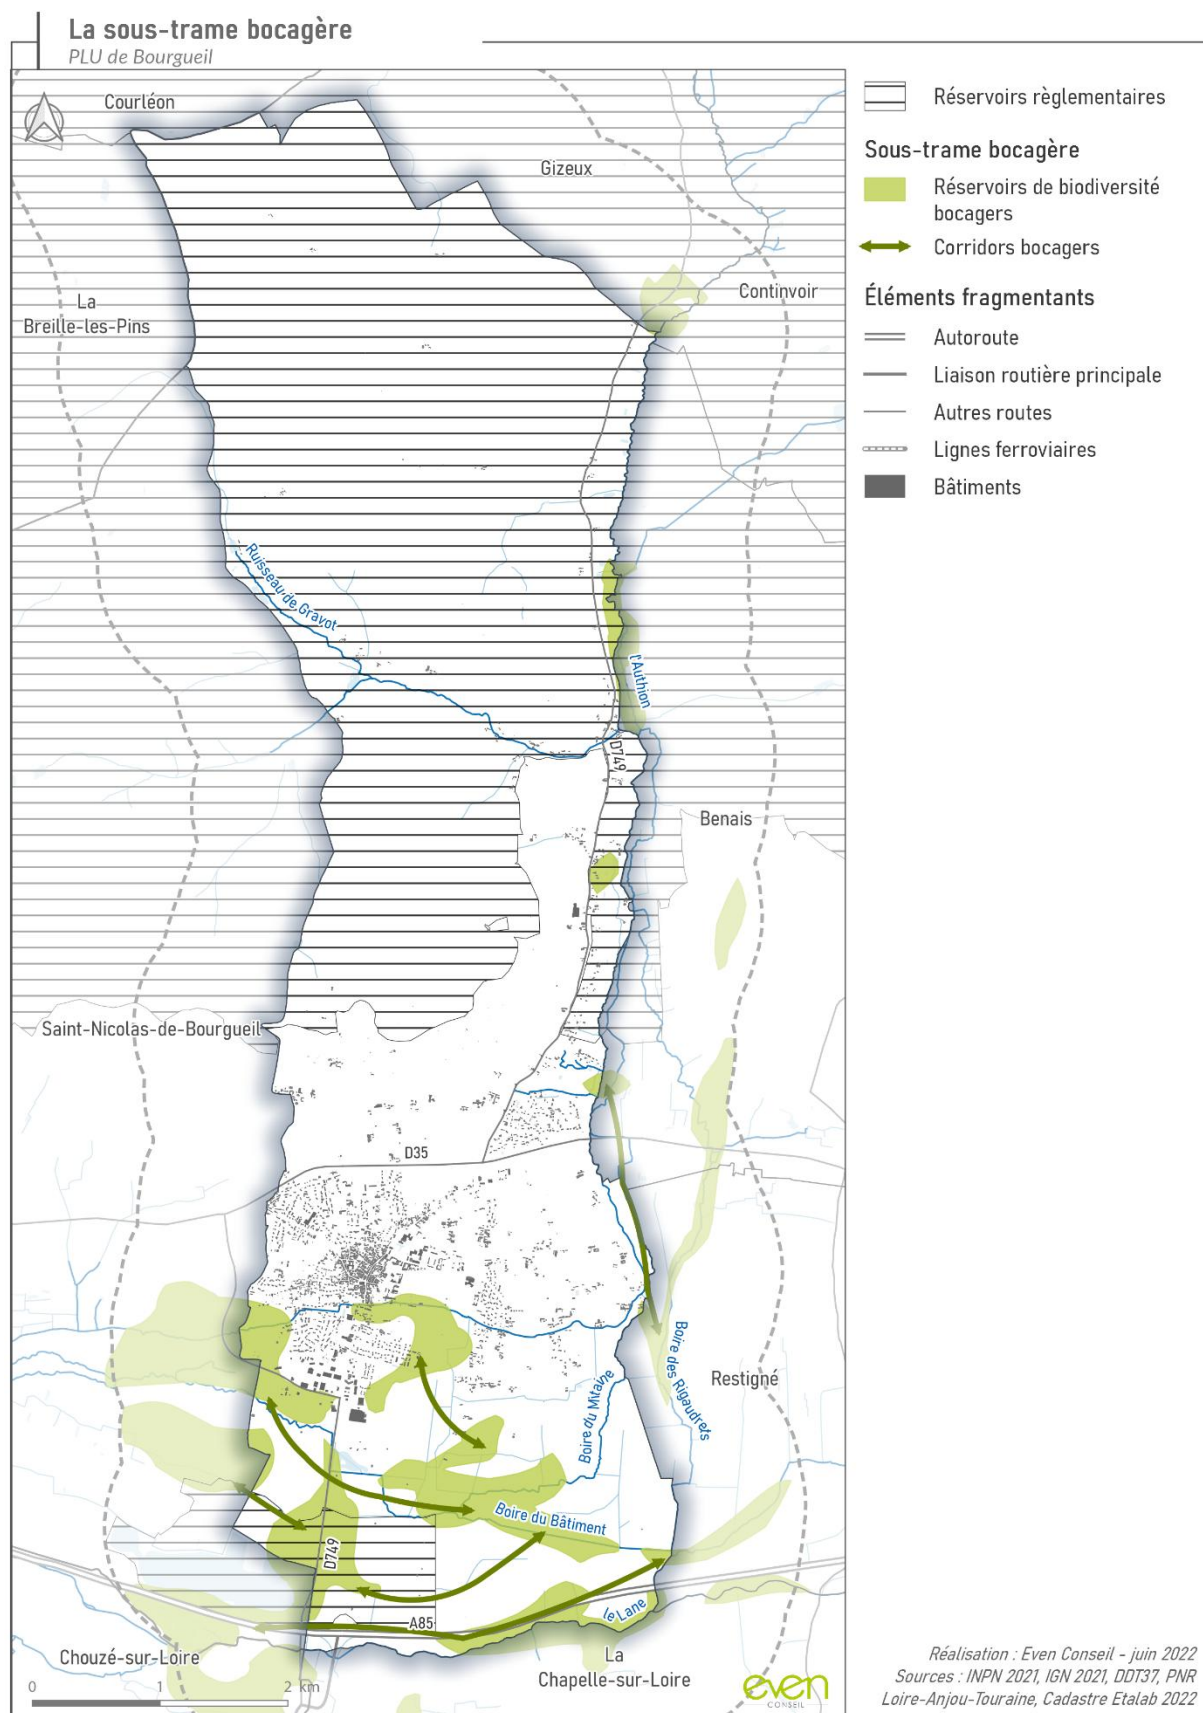 La sous-trame bocagère
PLU de Bourgueil
Courléon
Gizeux
Continvoir
La
Breille-les-Pins
Ruisseau de Gravot
l'Authion
D749
Benais
Saint-Nicolas-de-Bourgueil
D35
Boire des Rigaudrets
Restigné
Boire du Mitaine
Boire du Bâtiment
D749
le Lane
A85
Chouzé-sur-Loire
La
Chapelle-sur-Loire
0 1 2 km
even
CONSEIL
Réservoirs règlementaires
Sous-trame bocagère
Réservoirs de biodiversité
bocagers
Corridors bocagers
Éléments fragmentants
Autoroute
Liaison routière principale
Autres routes
Lignes ferroviaires
Bâtiments
Réalisation : Even Conseil - juin 2022
Sources : INPN 2021, IGN 2021, DDT37, PNR
Loire-Anjou-Touraine, Cadastre Etalab 2022